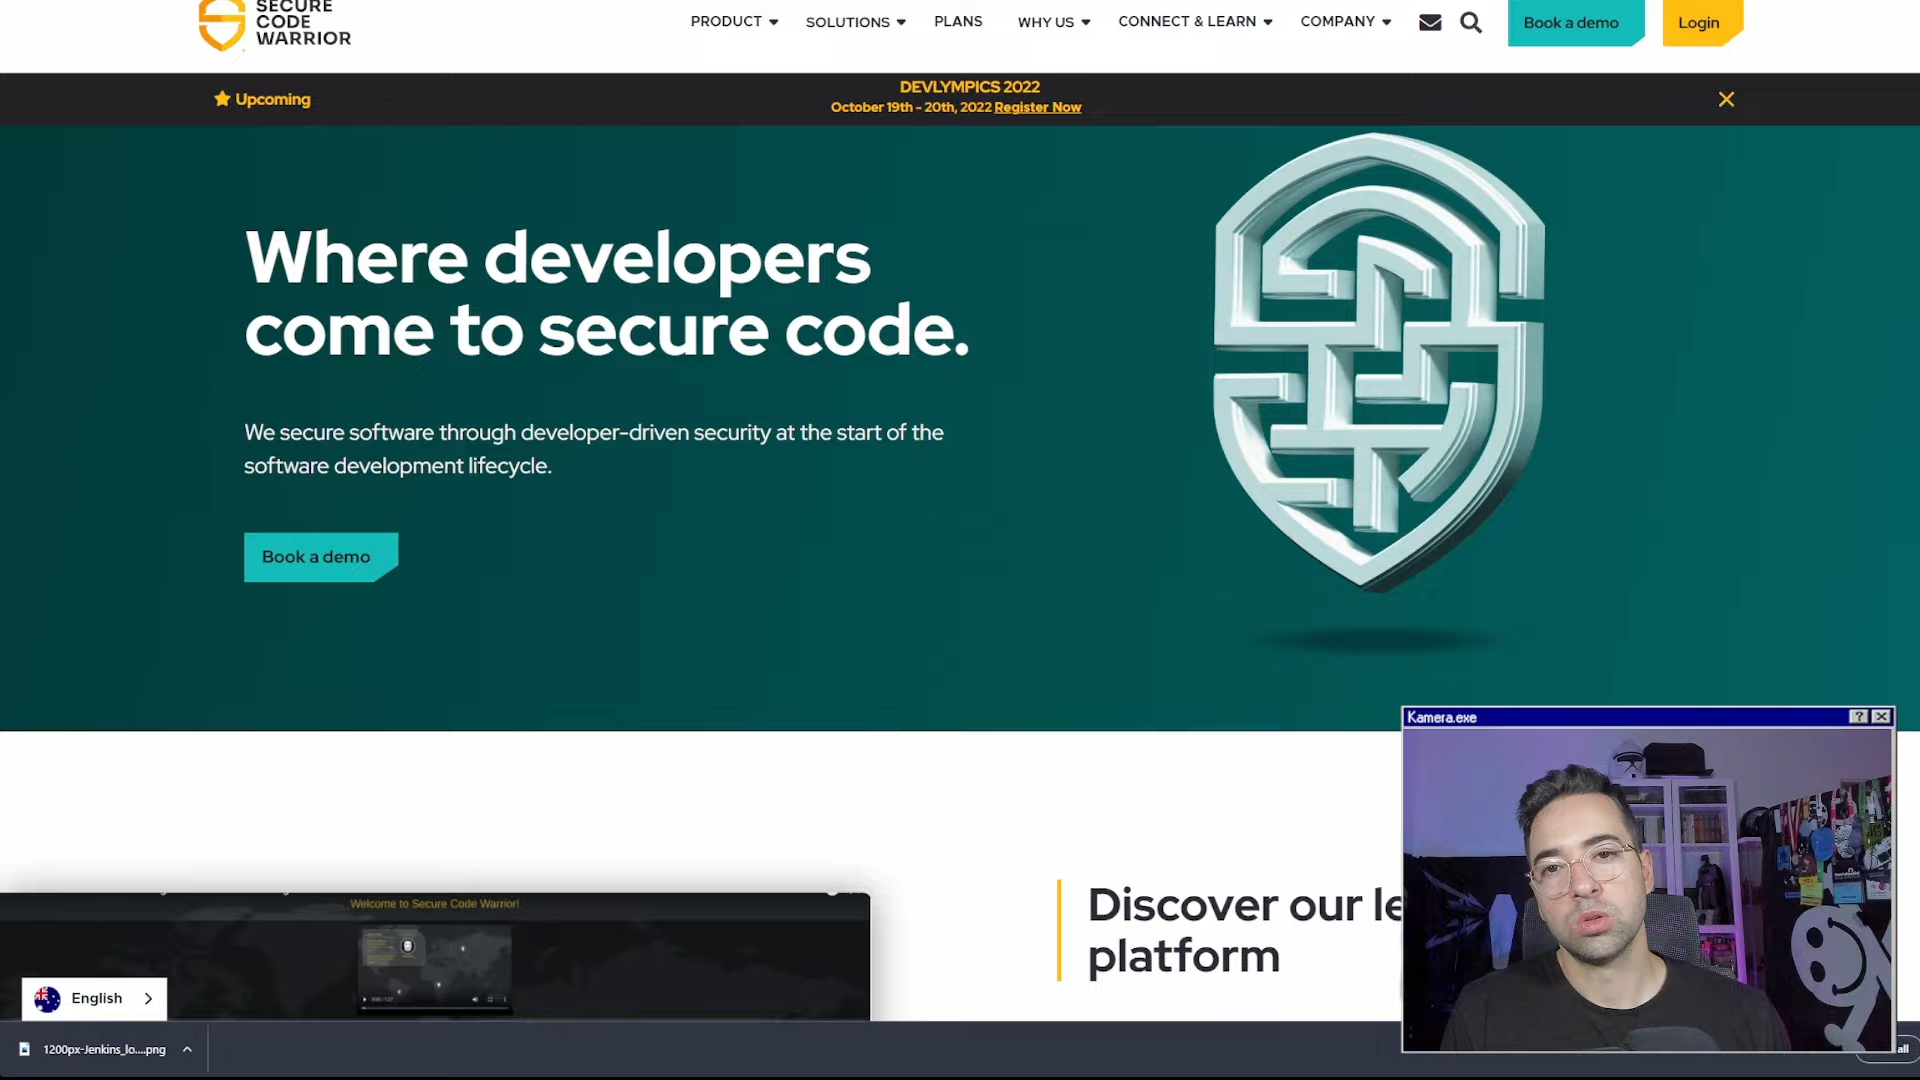 SECURE
CODE
WARRIOR
PRODUCT
SOLUTIONS
PLANS
WHY US
CONNECT & LEARN
COMPANY
Book a demo
Login
Upcoming
DEVLYMPICS 2022
October 19th - 20th, 2022 Register Now
Where developers
come to secure code.
We secure software through developer-driven security at the start of the
software development lifecycle.
Book a demo
Kamera.exe
Welcome to Secure Code Warrior!
Discover our le
platform
English
1200px-Jenkins_lo....png
all